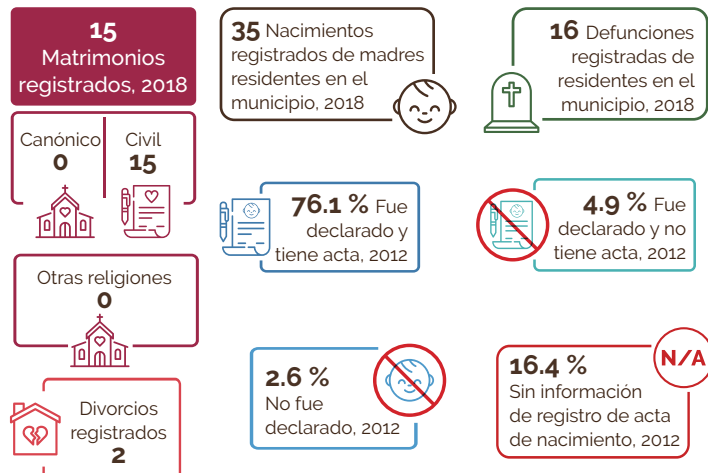 15
Matrimonios
registrados, 2018
Canónico
0
Civil
15
Otras religiones
0
Divorcios
registrados
2
35 Nacimientos
registrados de madres
residentes en el
municipio, 2018
16 Defunciones
registradas de
residentes en el
municipio, 2018
76.1 % Fue
declarado y
tiene acta, 2012
4.9 % Fue
declarado y no
tiene acta, 2012
2.6 %
No fue
declarado, 2012
N/A
16.4 %
Sin información
de registro de acta
de nacimiento, 2012